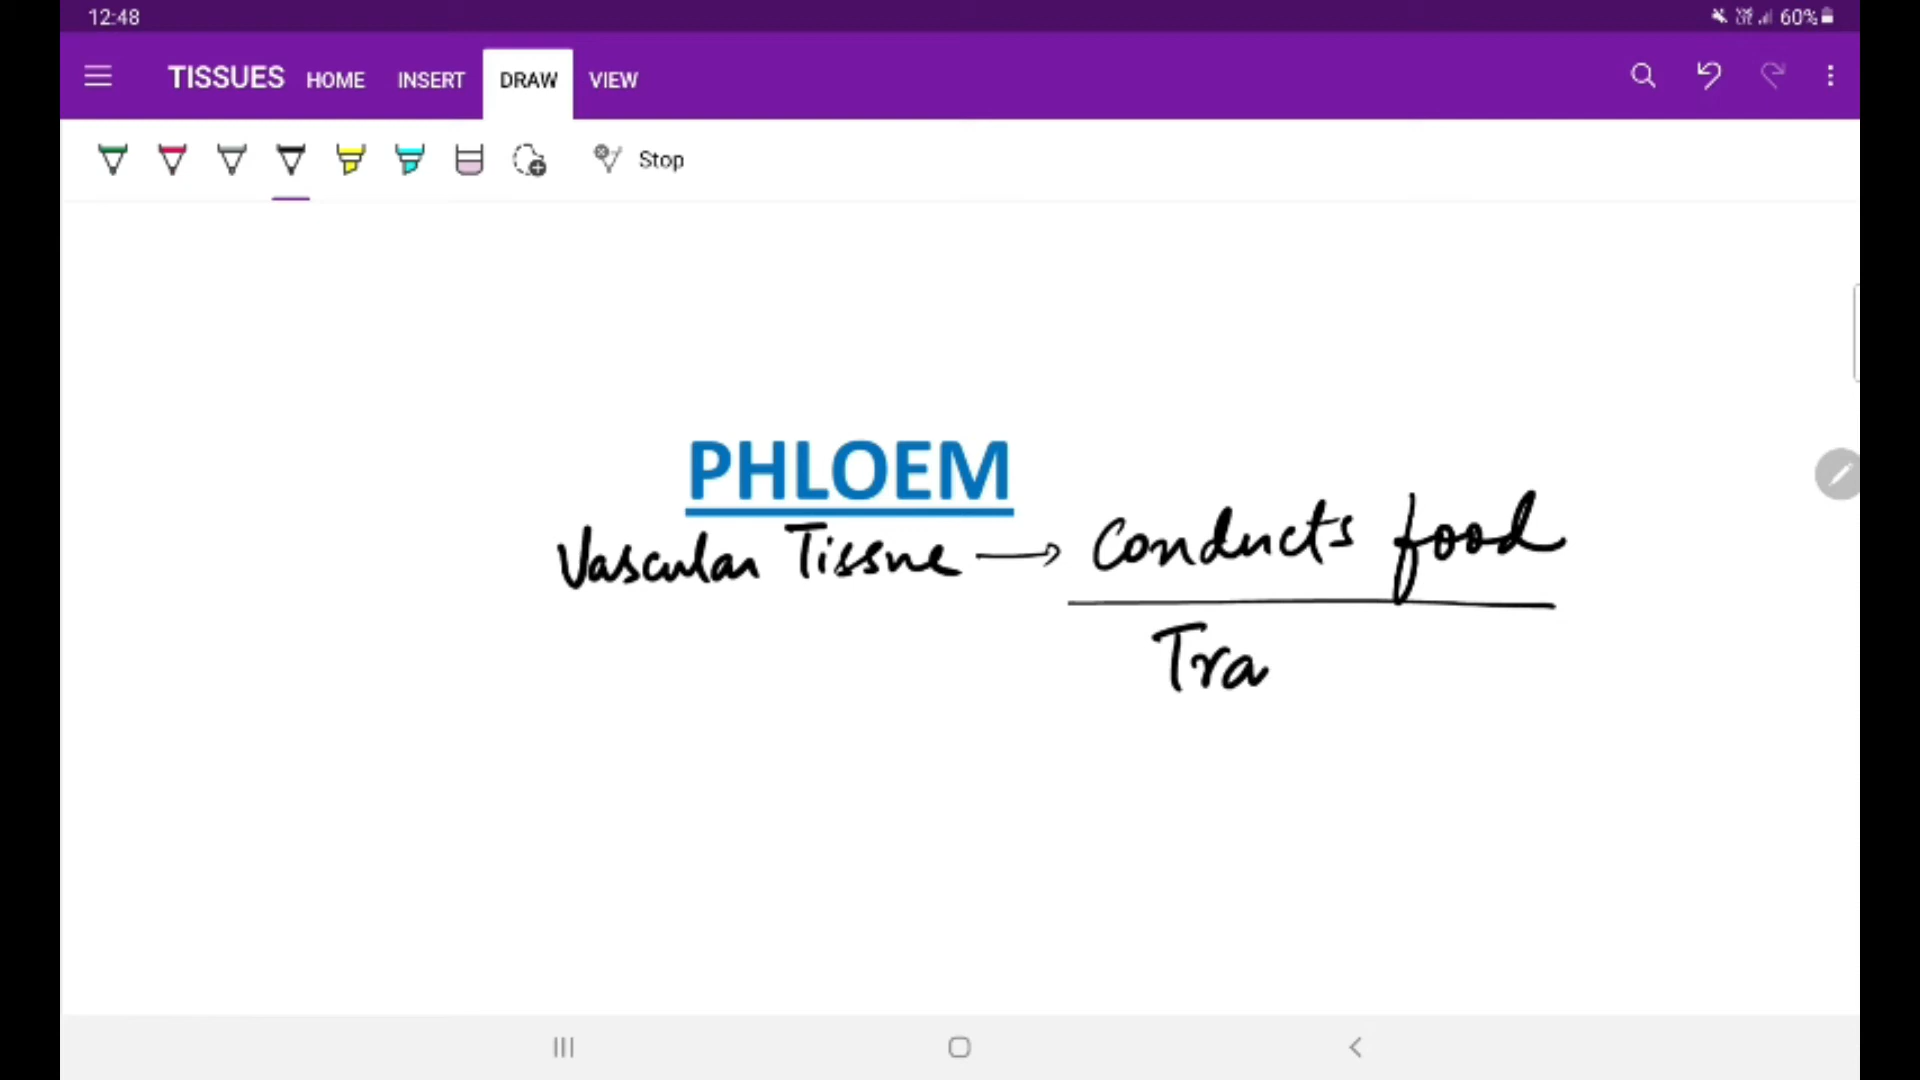 12:48 60%
TISSUES HOME INSERT DRAW VIEW
Stop
PHLOEM
Vascular Tissue → Conducts food
Tra